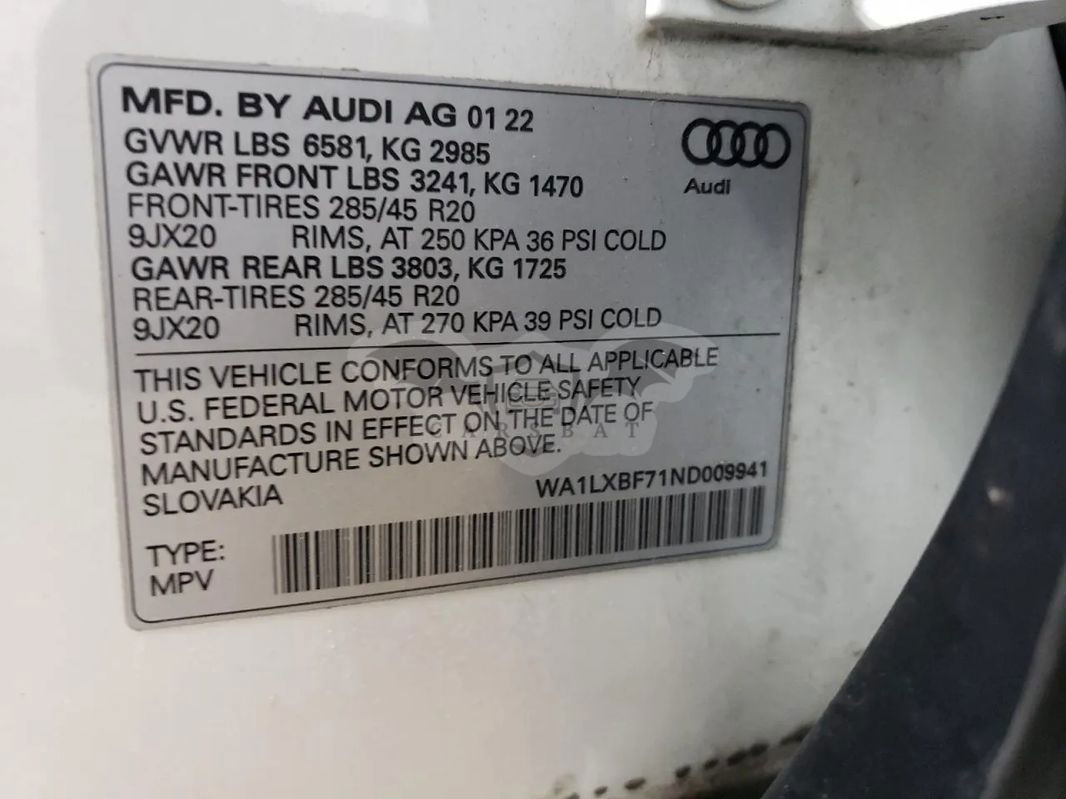 MFD. BY AUDI AG 01 22
GVWR LBS 6581, KG 2985
GAWR FRONT LBS 3241, KG 1470
FRONT-TIRES 285/45 R20
9JX20 RIMS, AT 250 KPA 36 PSI COLD
GAWR REAR LBS 3803, KG 1725
REAR-TIRES 285/45 R20
9JX20 RIMS, AT 270 KPA 39 PSI COLD
Audi
THIS VEHICLE CONFORMS TO ALL APPLICABLE
U.S. FEDERAL MOTOR VEHICLE SAFETY
STANDARDS IN EFFECT ON THE DATE OF
MANUFACTURE SHOWN ABOVE.
SLOVAKIA WA1LXBF71ND009941
TYPE:
MPV
CARSBAT